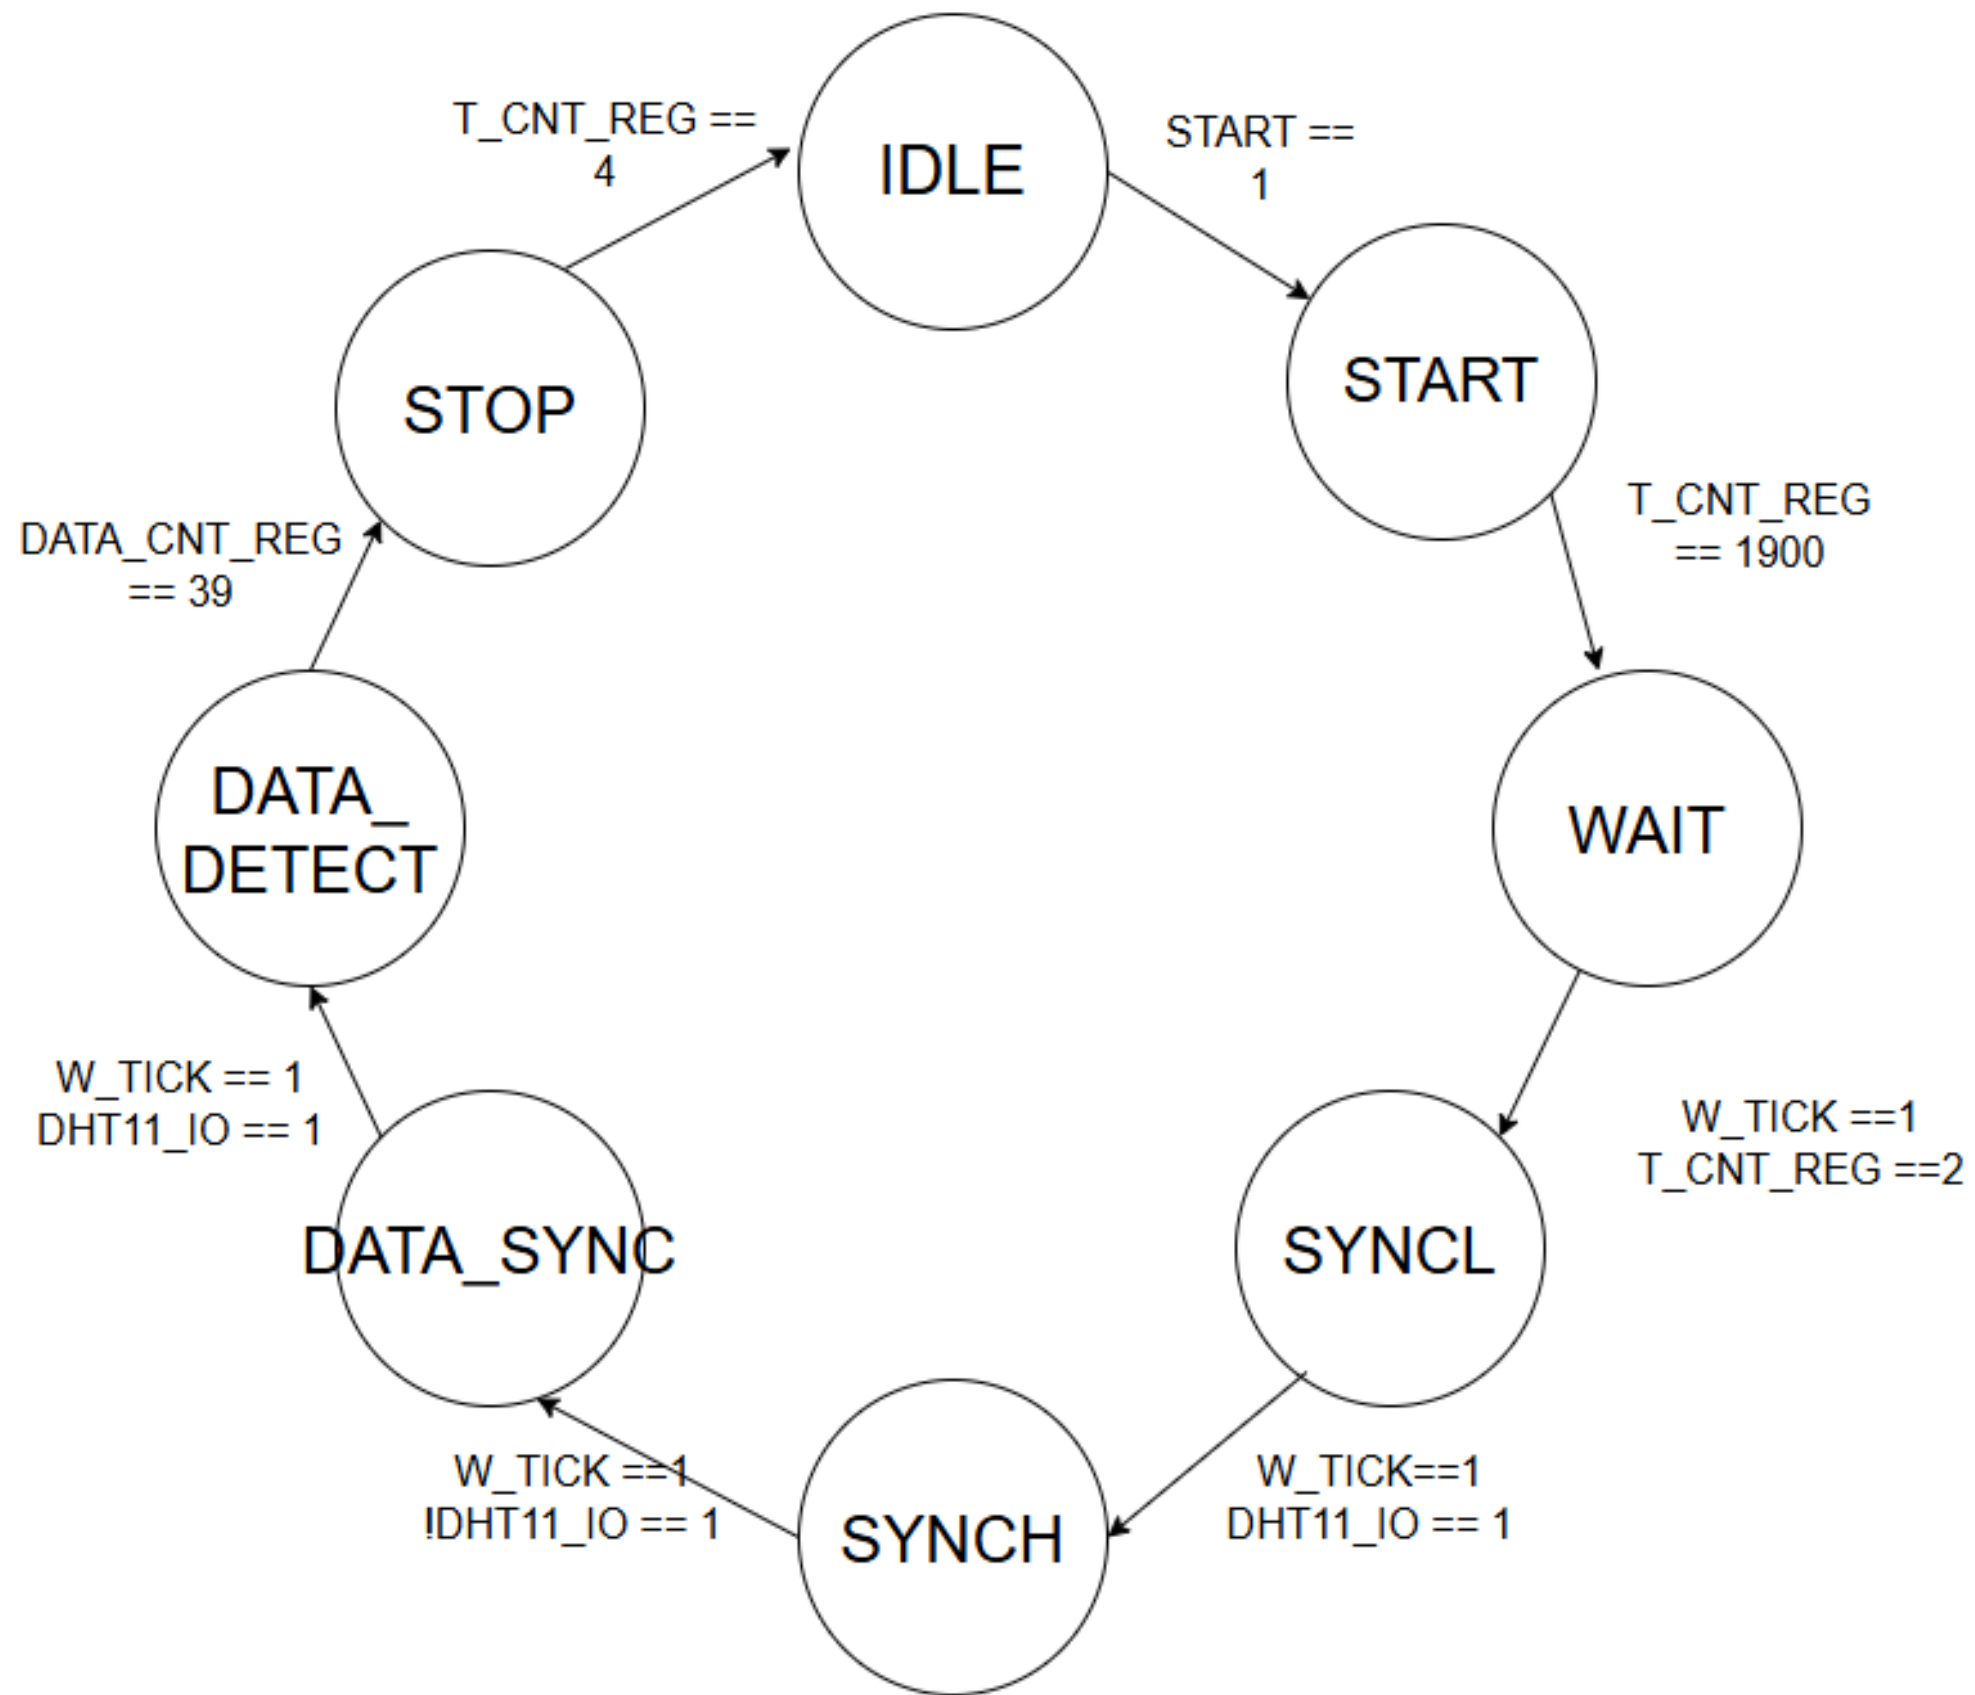 T_CNT_REG ==
4
IDLE
START ==
1
START
STOP
T_CNT_REG
== 1900
DATA_CNT_REG
== 39
DATA_
DETECT
WAIT
W_TICK == 1
DHT11_IO == 1
W_TICK ==1
T_CNT_REG ==2
DATA_SYNC
SYNCL
W_TICK ==1
!DHT11_IO == 1
SYNCH
W_TICK==1
DHT11_IO == 1